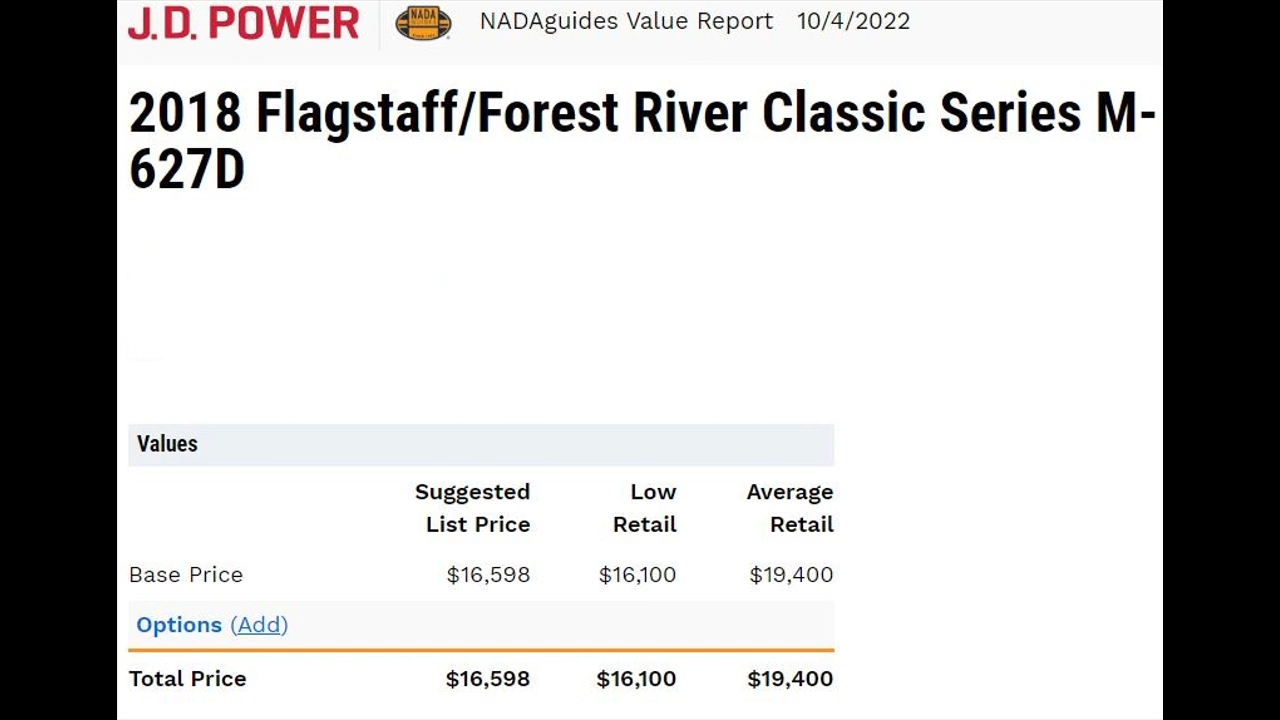 J.D. POWER NADA GUIDES NADAguides Value Report 10/4/2022
2018 Flagstaff/Forest River Classic Series M-
627D
Values
Suggested Low Average
List Price Retail Retail
Base Price $16,598 $16,100 $19,400
Options (Add)
Total Price $16,598 $16,100 $19,400